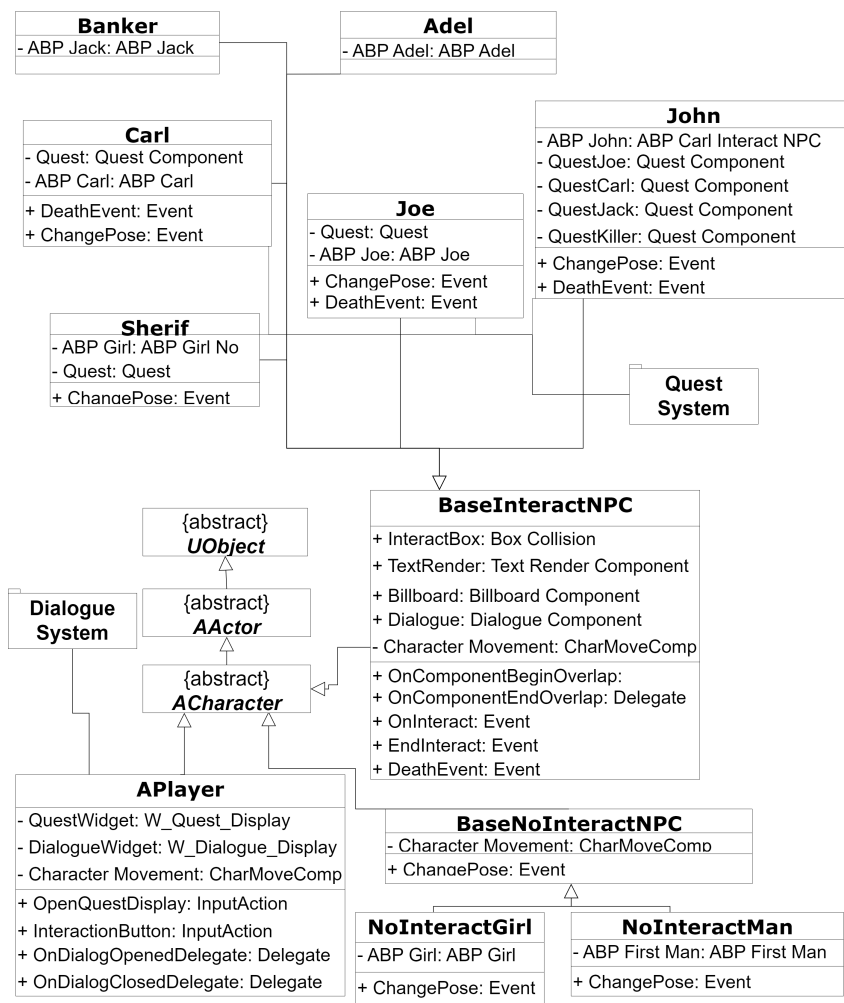 Banker
- ABP Jack: ABP Jack
Adel
- ABP Adel: ABP Adel
Carl
- Quest: Quest Component
- ABP Carl: ABP Carl
+ DeathEvent: Event
+ ChangePose: Event
Joe
- Quest: Quest
- ABP Joe: ABP Joe
+ ChangePose: Event
+ DeathEvent: Event
John
- ABP John: ABP Carl Interact NPC
- QuestJoe: Quest Component
- QuestCarl: Quest Component
- QuestJack: Quest Component
- QuestKiller: Quest Component
+ ChangePose: Event
+ DeathEvent: Event
Sherif
- ABP Girl: ABP Girl No
- Quest: Quest
+ ChangePose: Event
Quest
System
BaseInteractNPC
+ InteractBox: Box Collision
+ TextRender: Text Render Component
+ Billboard: Billboard Component
+ Dialogue: Dialogue Component
- Character Movement: CharMoveComp
+ OnComponentBeginOverlap:
+ OnComponentEndOverlap: Delegate
+ OnInteract: Event
+ EndInteract: Event
+ DeathEvent: Event
{abstract}
UObject
{abstract}
AActor
{abstract}
ACharacter
Dialogue
System
APlayer
- QuestWidget: W_Quest_Display
- DialogueWidget: W_Dialogue_Display
- Character Movement: CharMoveComp
+ OpenQuestDisplay: InputAction
+ InteractionButton: InputAction
+ OnDialogOpenedDelegate: Delegate
+ OnDialogClosedDelegate: Delegate
BaseNoInteractNPC
- Character Movement: CharMoveComp
+ ChangePose: Event
NoInteractGirl
- ABP Girl: ABP Girl
+ ChangePose: Event
NoInteractMan
- ABP First Man: ABP First Man
+ ChangePose: Event